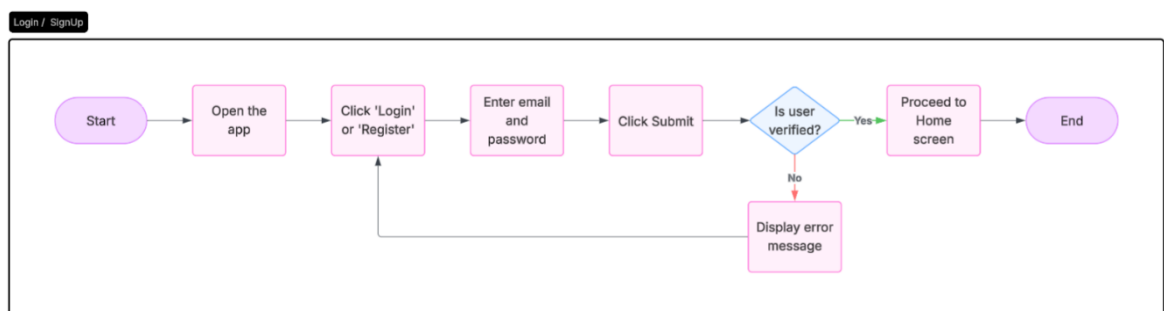 Login / SignUp
Start
Open the
app
Click 'Login'
or 'Register'
Enter email
and
password
Click Submit
Is user
verified?
Yes
Proceed to
Home
screen
End
No
Display error
message